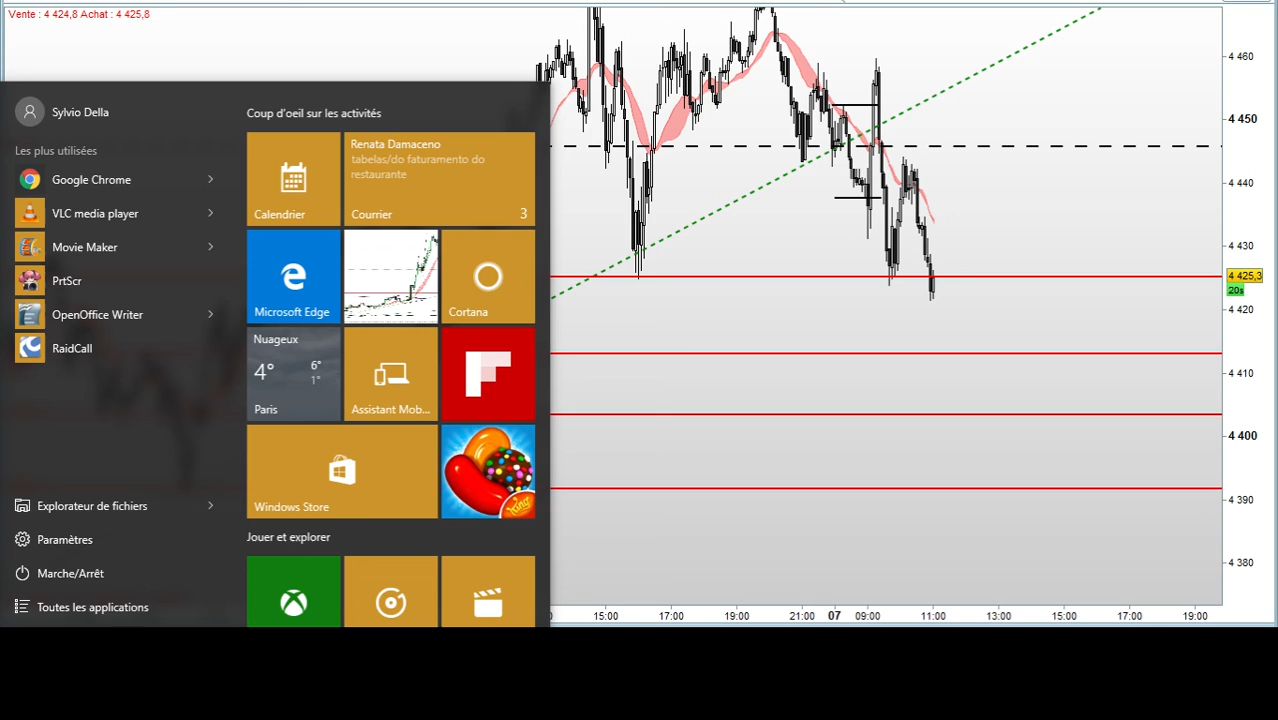 Vente : 4 424,8 Achat : 4 425,8
Sylvio Della
Les plus utilisées
Google Chrome
VLC media player
Movie Maker
PrtScr
OpenOffice Writer
RaidCall
Explorateur de fichiers
Paramètres
Marche/Arrêt
Toutes les applications
Coup d'oeil sur les activités
Calendrier
Renata Damaceno
tabelas/do faturamento do
restaurante
Courrier 3
Microsoft Edge
Cortana
Nuageux
4° 6°
1°
Paris
Assistant Mob...
Windows Store
King
Jouer et explorer
4 460
4 450
4 440
4 430
4 425,3
20s
4 420
4 410
4 400
4 390
4 380
15:00 17:00 19:00 21:00 07 09:00 11:00 13:00 15:00 17:00 19:00